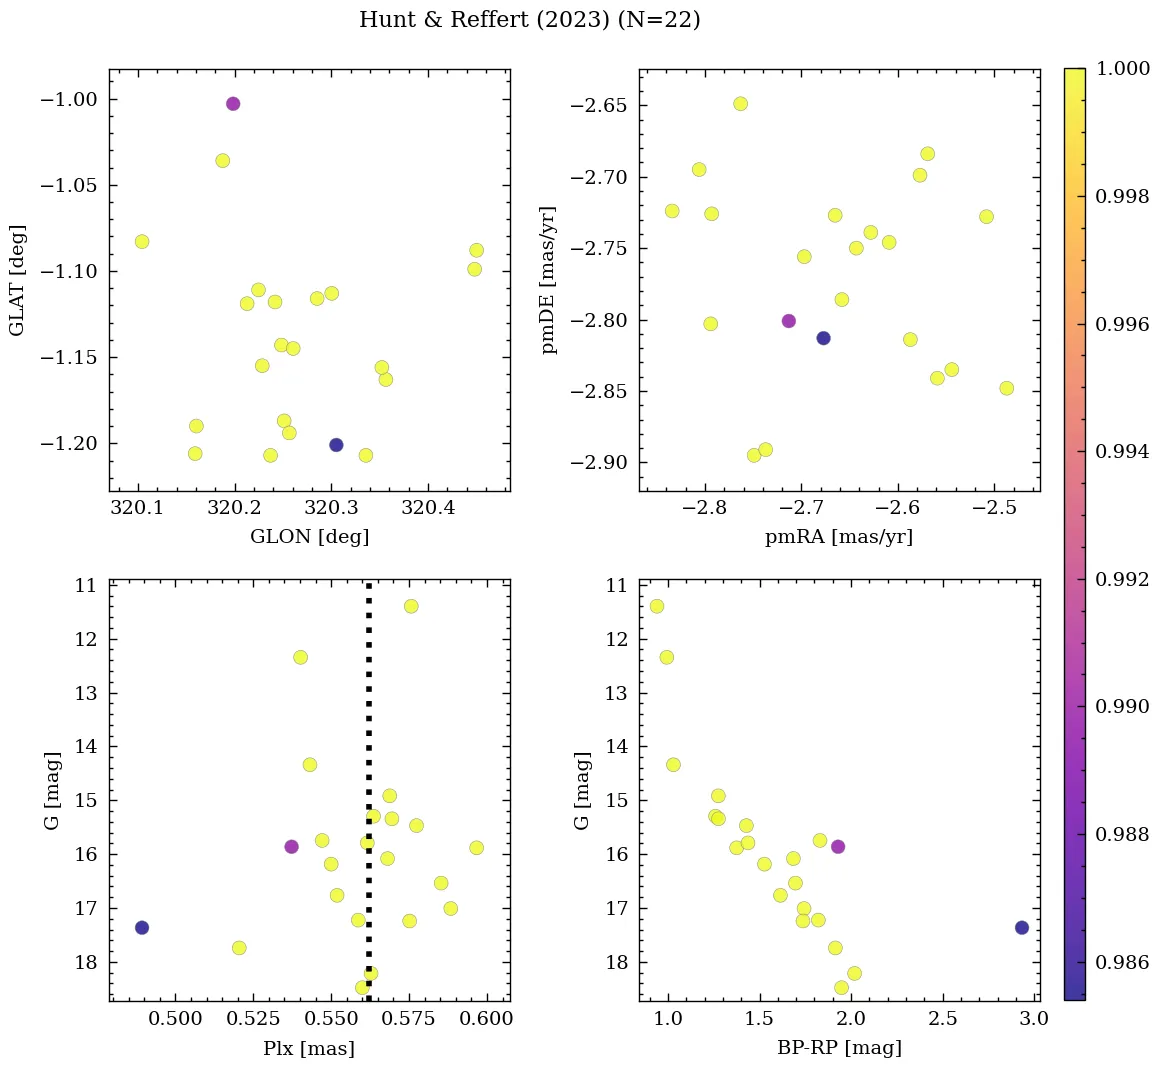 Hunt & Reffert (2023) (N=22)
−1.00
−1.05
−1.10
−1.15
−1.20
GLAT [deg]
320.1 320.2 320.3 320.4
GLON [deg]
−2.65
−2.70
−2.75
−2.80
−2.85
−2.90
pmDE [mas/yr]
−2.8 −2.7 −2.6 −2.5
pmRA [mas/yr]
11
12
13
14
15
16
17
18
G [mag]
0.500 0.525 0.550 0.575 0.600
Plx [mas]
11
12
13
14
15
16
17
18
G [mag]
1.0 1.5 2.0 2.5 3.0
BP-RP [mag]
1.000
0.998
0.996
0.994
0.992
0.990
0.988
0.986